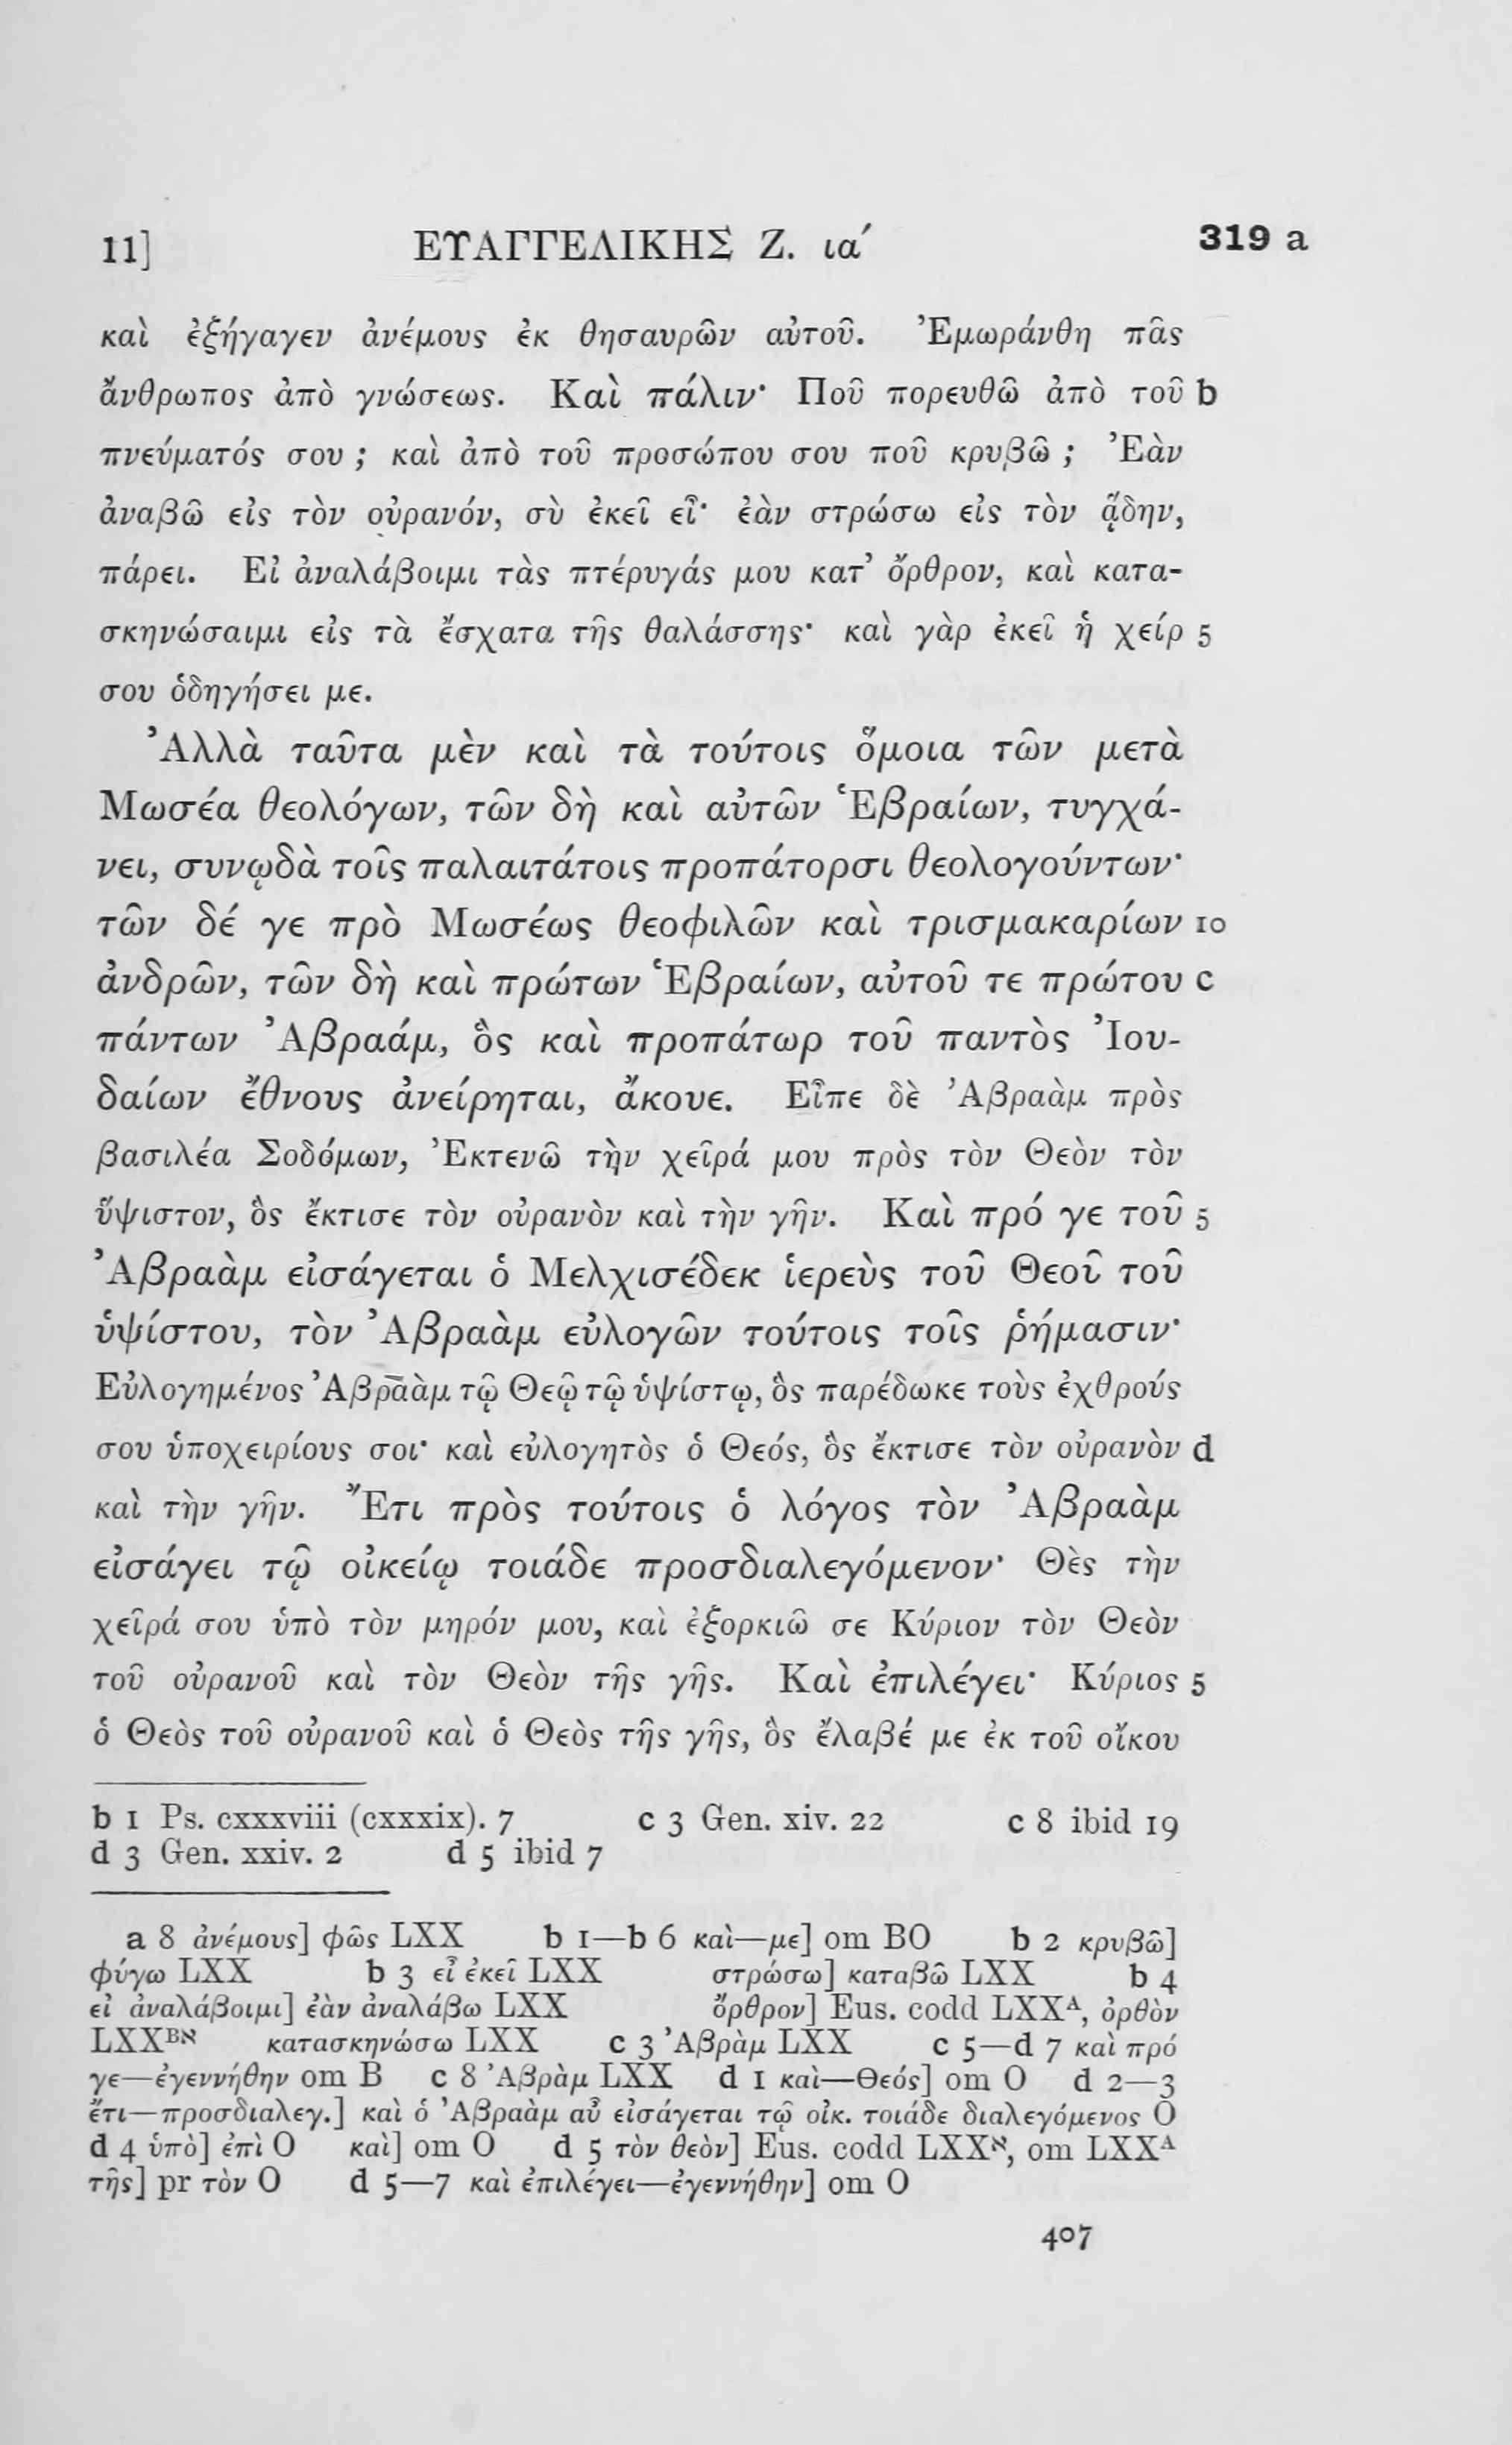 11] ΕΥΑΓΓΕΛΙΚΗΣ Ζ. ια΄ 319 a
καὶ ἐξήγαγεν ἀνέμους ἐκ θησαυρῶν αὐτοῦ. Ἐμωράνθη πᾶς
ἄνθρωπος ἀπὸ γνώσεως. Καὶ πάλιν· Ποῦ πορευθῶ ἀπὸ τοῦ b
πνεύματός σου ; καὶ ἀπὸ τοῦ προσώπου σου ποῦ κρυβῶ ; Ἐὰν
ἀναβῶ εἰς τὸν οὐρανόν, σὺ ἐκεῖ εἶ· ἐὰν στρώσω εἰς τὸν ᾅδην,
πάρει. Εἰ ἀναλάβοιμι τὰς πτέρυγάς μου κατ’ ὄρθρον, καὶ κατα-
σκηνώσαιμι εἰς τὰ ἔσχατα τῆς θαλάσσης· καὶ γὰρ ἐκεῖ ἡ χείρ 5
σου ὁδηγήσει με.
Ἀλλὰ ταῦτα μὲν καὶ τὰ τούτοις ὅμοια τῶν μετὰ
Μωσέα θεολόγων, τῶν δὴ καὶ αὐτῶν Ἑβραίων, τυγχά-
νει, συνῳδὰ τοῖς παλαιτάτοις προπάτορσι θεολογούντων·
τῶν δέ γε πρὸ Μωσέως θεοφιλῶν καὶ τρισμακαρίων 10
ἀνδρῶν, τῶν δὴ καὶ πρώτων Ἑβραίων, αὐτοῦ τε πρώτου c
πάντων Ἀβραάμ, ὃς καὶ προπάτωρ τοῦ παντὸς Ἰου-
δαίων ἔθνους ἀνείρηται, ἄκουε. Εἶπε δὲ Ἀβραὰμ πρὸς
βασιλέα Σοδόμων, Ἐκτενῶ τὴν χεῖρά μου πρὸς τὸν Θεὸν τὸν
ὕψιστον, ὃς ἔκτισε τὸν οὐρανὸν καὶ τὴν γῆν. Καὶ πρό γε τοῦ 5
Ἀβραὰμ εἰσάγεται ὁ Μελχισέδεκ ἱερεὺς τοῦ Θεοῦ τοῦ
ὑψίστου, τὸν Ἀβραὰμ εὐλογῶν τούτοις τοῖς ῥήμασιν·
Εὐλογημένος Ἀβραὰμ τῷ Θεῷ τῷ ὑψίστῳ, ὃς παρέδωκε τοὺς ἐχθρούς
σου ὑποχειρίους σοι· καὶ εὐλογητὸς ὁ Θεός, ὃς ἔκτισε τὸν οὐρανὸν d
καὶ τὴν γῆν. Ἔτι πρὸς τούτοις ὁ λόγος τὸν Ἀβραὰμ
εἰσάγει τῷ οἰκείῳ τοιάδε προσδιαλεγόμενον· Θὲς τὴν
χεῖρά σου ὑπὸ τὸν μηρόν μου, καὶ ἐξορκιῶ σε Κύριον τὸν Θεὸν
τοῦ οὐρανοῦ καὶ τὸν Θεὸν τῆς γῆς. Καὶ ἐπιλέγει· Κύριος 5
ὁ Θεὸς τοῦ οὐρανοῦ καὶ ὁ Θεὸς τῆς γῆς, ὃς ἔλαβέ με ἐκ τοῦ οἴκου
b 1 Ps. cxxxviii (cxxxix). 7 c 3 Gen. xiv. 22 c 8 ibid 19
d 3 Gen. xxiv. 2 d 5 ibid 7
a 8 ἀνέμους] φῶς LXX b 1—b 6 καὶ—με] om BO b 2 κρυβῶ]
φύγω LXX b 3 εἶ ἐκεῖ LXX στρώσω] καταβῶ LXX b 4
εἰ ἀναλάβοιμι] ἐὰν ἀναλάβω LXX ὄρθρον] Eus. codd LXXᴬ, ὀρθὸν
LXXᴮא κατασκηνώσω LXX c 3 Ἀβρὰμ LXX c 5—d 7 καὶ πρό
γε—ἐγεννήθην om B c 8 Ἀβρὰμ LXX d 1 καὶ—Θεός] om O d 2—3
ἔτι—προσδιαλεγ.] καὶ ὁ Ἀβραὰμ αὖ εἰσάγεται τῷ οἰκ. τοιάδε διαλεγόμενος O
d 4 ὑπὸ] ἐπὶ O καὶ] om O d 5 τὸν θεὸν] Eus. codd LXXא, om LXXᴬ
τῆς] pr τὸν O d 5—7 καὶ ἐπιλέγει—ἐγεννήθην] om O
407